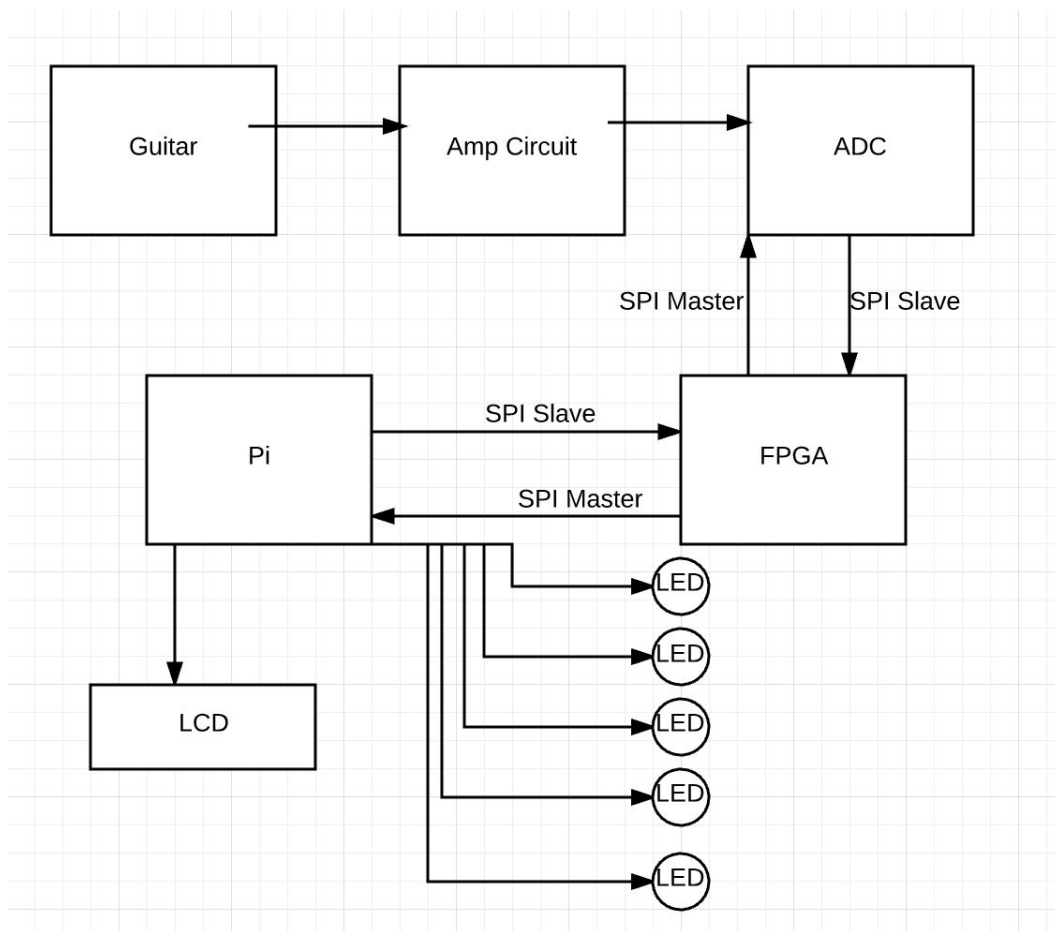 Guitar
Amp Circuit
ADC
SPI Master
SPI Slave
Pi
SPI Slave
FPGA
SPI Master
LED
LED
LCD
LED
LED
LED